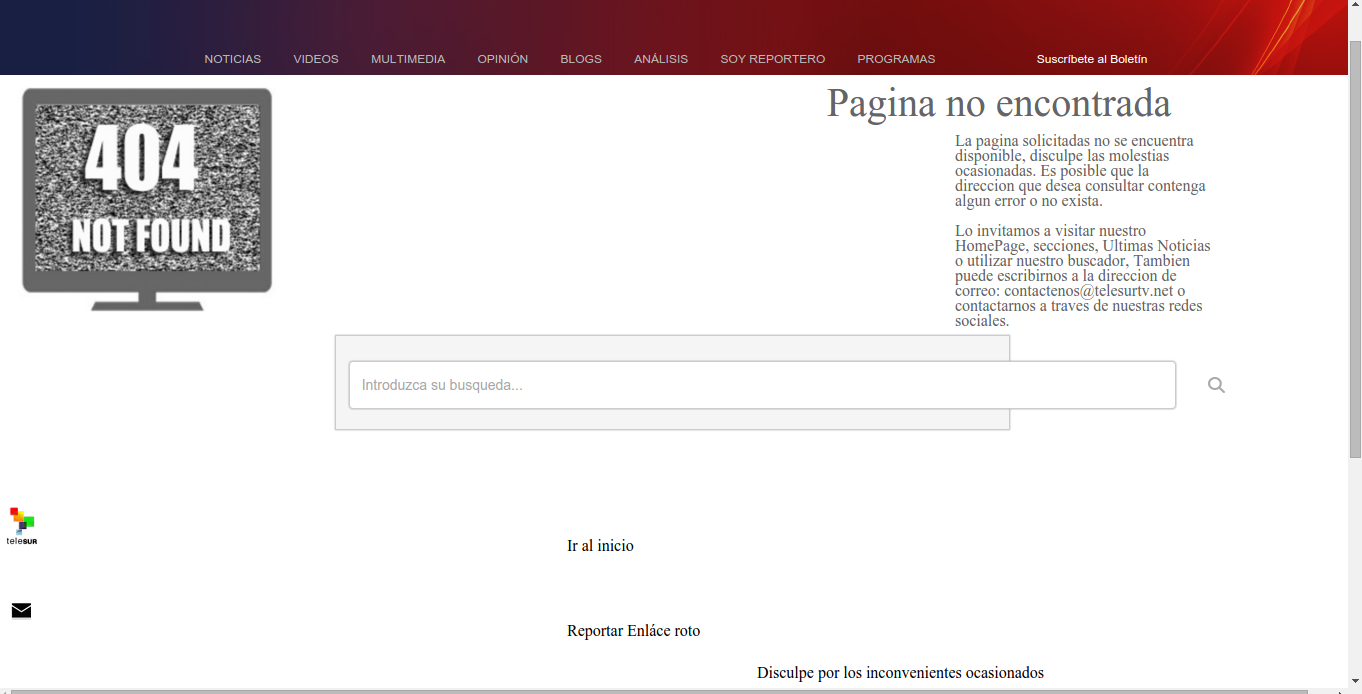 NOTICIAS VIDEOS MULTIMEDIA OPINIÓN BLOGS ANÁLISIS SOY REPORTERO PROGRAMAS Suscríbete al Boletín
404
NOT FOUND
Pagina no encontrada
La pagina solicitadas no se encuentra
disponible, disculpe las molestias
ocasionadas. Es posible que la
direccion que desea consultar contenga
algun error o no exista.
Lo invitamos a visitar nuestro
HomePage, secciones, Ultimas Noticias
o utilizar nuestro buscador, Tambien
puede escribirnos a la direccion de
correo: contactenos@telesurtv.net o
contactarnos a traves de nuestras redes
sociales.
Introduzca su busqueda...
teleSUR
Ir al inicio
Reportar Enláce roto
Disculpe por los inconvenientes ocasionados